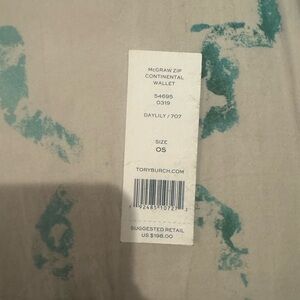 McGRAW ZIP
CONTINENTAL
WALLET
54695
0319
DAYLILY / 707
SIZE
OS
TORYBURCH.COM
SUGGESTED RETAIL
US $198.00